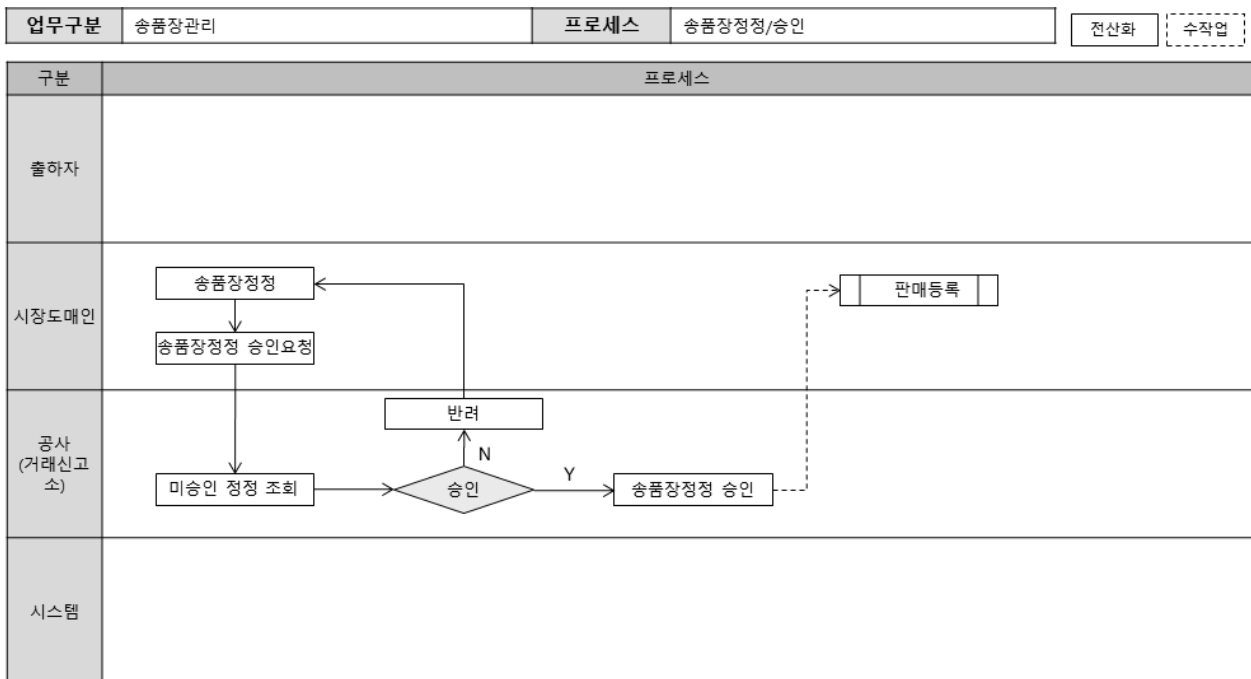 업무구분 송품장관리 프로세스 송품장정정/승인 전산화 수작업
구분 프로세스
출하자
시장도매인
송품장정정
판매등록
송품장정정 승인요청
공사
(거래신고
소)
반려
N
미승인 정정 조회
승인
Y
송품장정정 승인
시스템